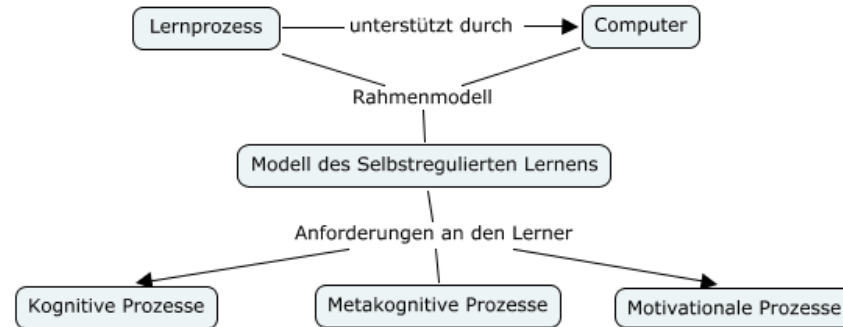 Lernprozess unterstützt durch Computer
Rahmenmodell
Modell des Selbstregulierten Lernens
Anforderungen an den Lerner
Kognitive Prozesse Metakognitive Prozesse Motivationale Prozesse